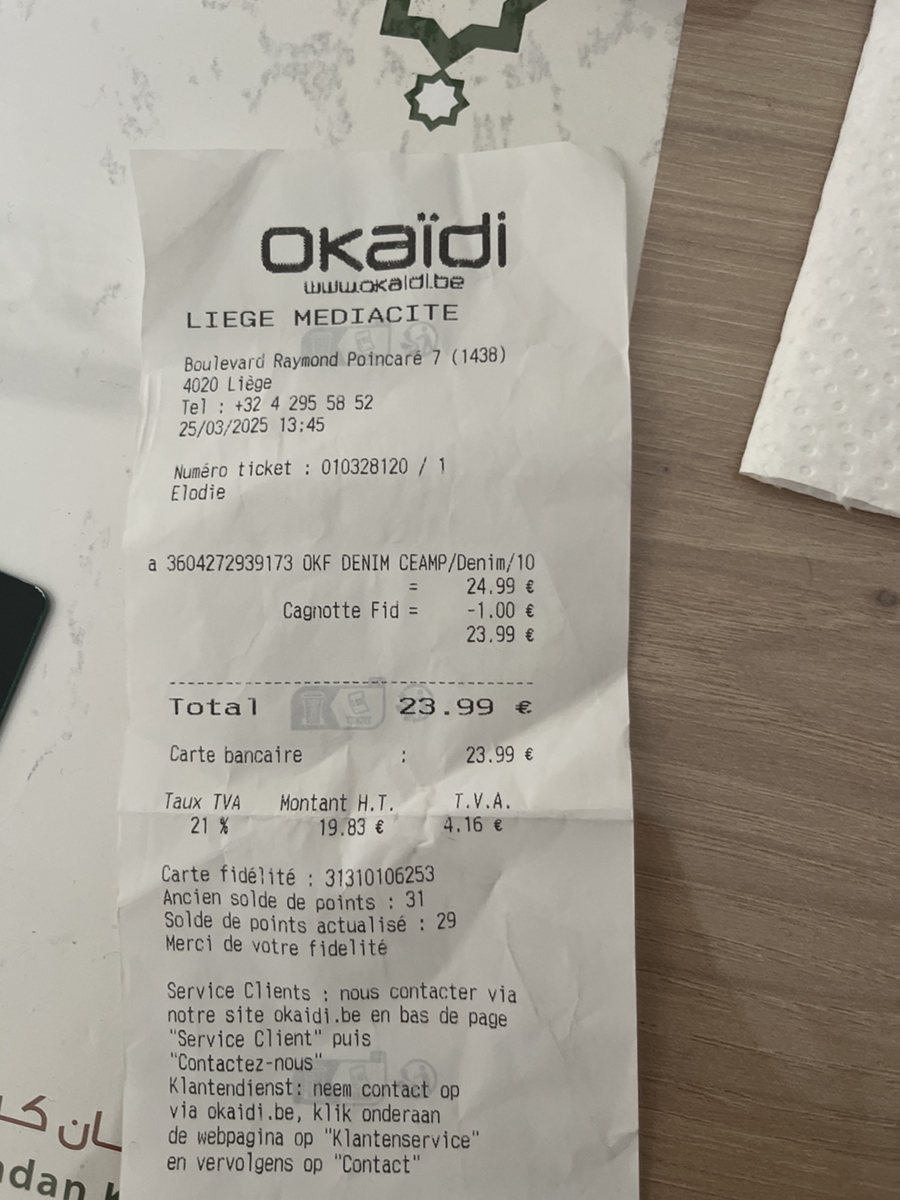 Okaïdi
www.okaidi.be
LIEGE MEDIACITE
Boulevard Raymond Poincaré 7 (1438)
4020 Liège
Tel : +32 4 295 58 52
25/03/2025 13:45
Numéro ticket : 010328120 / 1
Elodie
a 3604272939173 OKF DENIM CEAMP/Denim/10
= 24.99 €
Cagnotte Fid = -1.00 €
23.99 €
Total 23.99 €
Carte bancaire : 23.99 €
Taux TVA Montant H.T. T.V.A.
21 % 19.83 € 4.16 €
Carte fidélité : 31310106253
Ancien solde de points : 31
Solde de points actualisé : 29
Merci de votre fidelité
Service Clients : nous contacter via
notre site okaidi.be en bas de page
"Service Client" puis
"Contactez-nous"
Klantendienst: neem contact op
via okaidi.be, klik onderaan
de webpagina op "Klantenservice"
en vervolgens op "Contact"